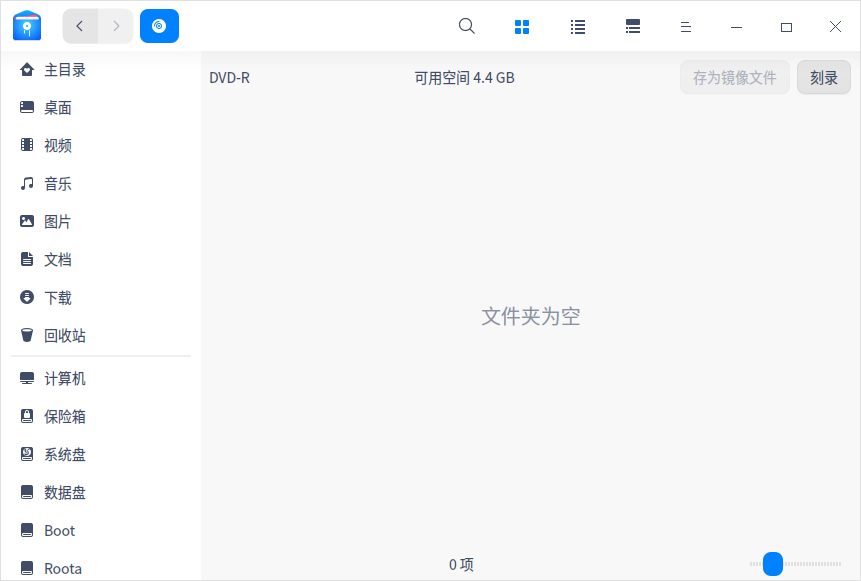 主目录
桌面
视频
音乐
图片
文档
下载
回收站
计算机
保险箱
系统盘
数据盘
Boot
Roota
DVD-R 可用空间 4.4 GB 存为镜像文件 刻录
文件夹为空
0 项